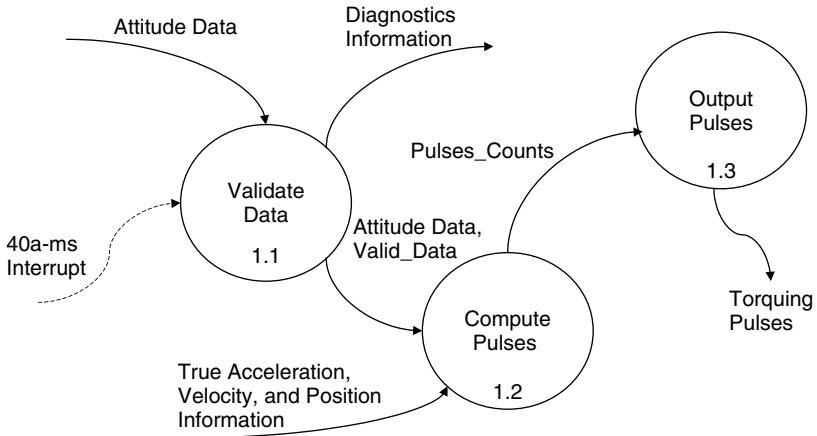 Attitude Data
Diagnostics
Information
Output
Pulses
1.3
Pulses_Counts
Validate
Data
1.1
Attitude Data,
Valid_Data
40a-ms
Interrupt
Torquing
Pulses
Compute
Pulses
1.2
True Acceleration,
Velocity, and Position
Information